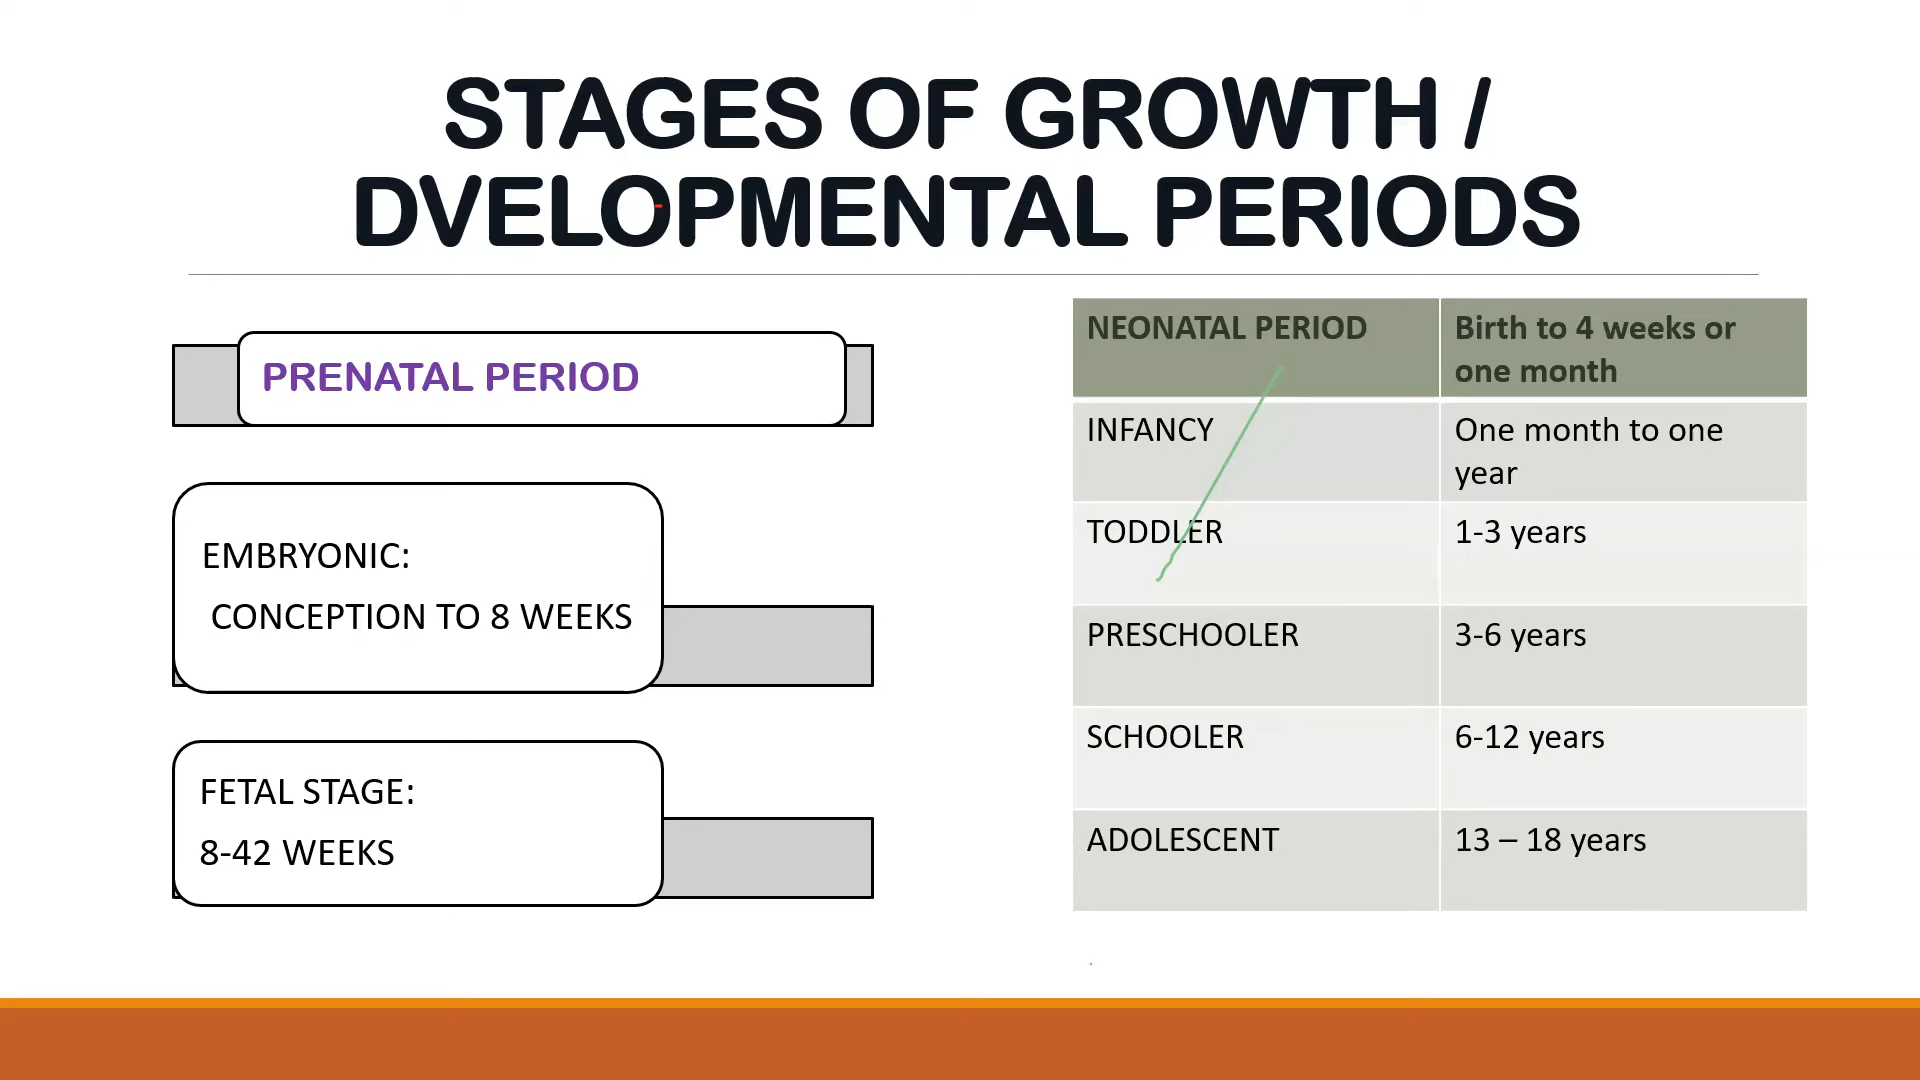 STAGES OF GROWTH /
DVELOPMENTAL PERIODS
PRENATAL PERIOD
EMBRYONIC:
CONCEPTION TO 8 WEEKS
FETAL STAGE:
8-42 WEEKS
NEONATAL PERIOD
Birth to 4 weeks or
one month
INFANCY
One month to one
year
TODDLER
1-3 years
PRESCHOOLER
3-6 years
SCHOOLER
6-12 years
ADOLESCENT
13 – 18 years